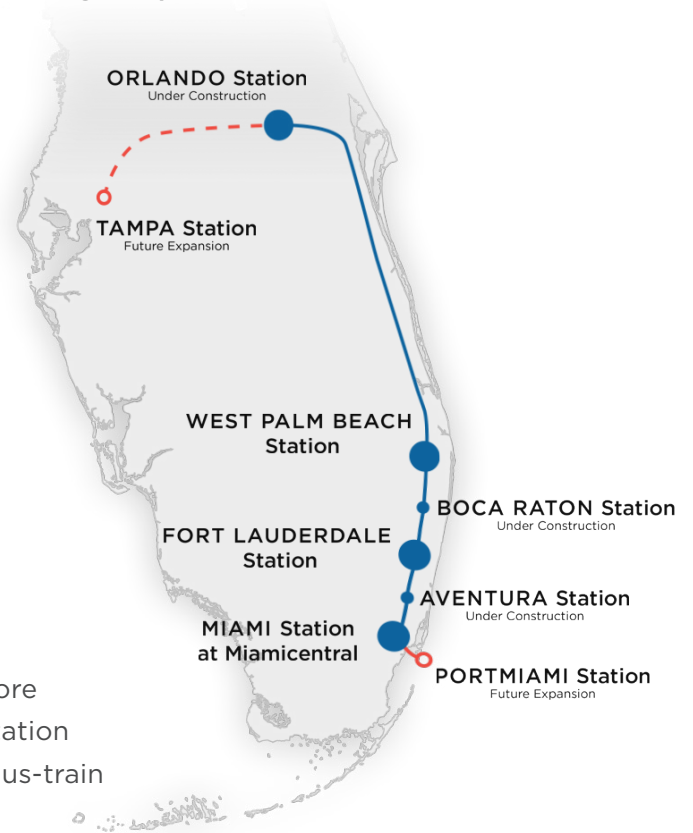 ORLANDO Station
Under Construction
TAMPA Station
Future Expansion
WEST PALM BEACH
Station
BOCA RATON Station
Under Construction
FORT LAUDERDALE
Station
AVENTURA Station
Under Construction
MIAMI Station
at Miamicentral
PORTMIAMI Station
Future Expansion
ore
ation
us-train